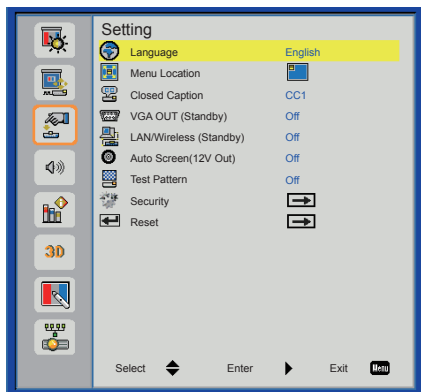 Setting
Language English
Menu Location
Closed Caption CC1
VGA OUT (Standby) Off
LAN/Wireless (Standby) Off
Auto Screen(12V Out) Off
Test Pattern Off
Security
Reset
3D
Select Enter Exit Menu